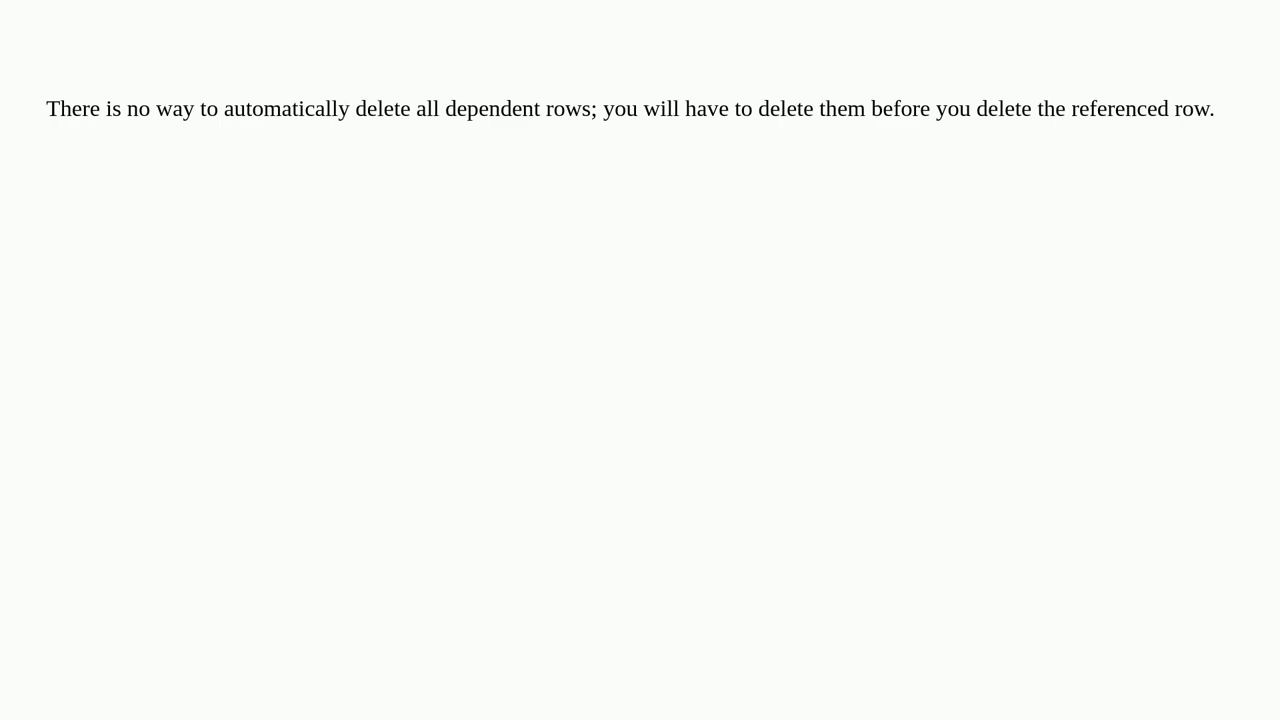 There is no way to automatically delete all dependent rows; you will have to delete them before you delete the referenced row.